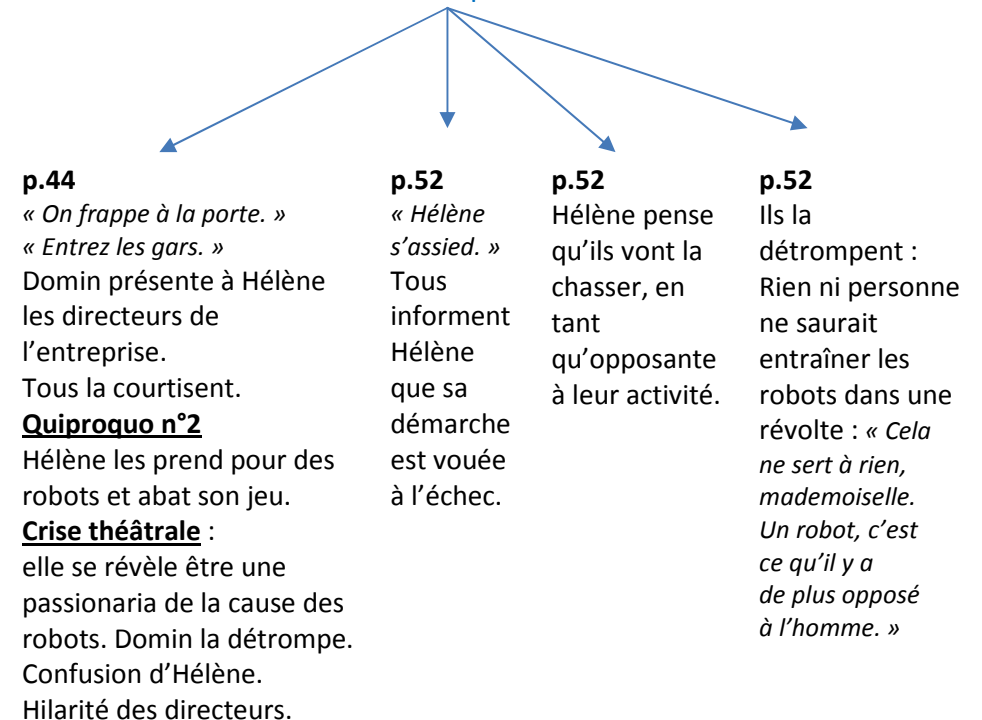 p.44
« On frappe à la porte. »
« Entrez les gars. »
Domin présente à Hélène
les directeurs de
l’entreprise.
Tous la courtisent.
Quiproquo n°2
Hélène les prend pour des
robots et abat son jeu.
Crise théâtrale :
elle se révèle être une
passionaria de la cause des
robots. Domin la détrompe.
Confusion d’Hélène.
Hilarité des directeurs.
p.52
« Hélène
s’assied. »
Tous
informent
Hélène
que sa
démarche
est vouée
à l’échec.
p.52
Hélène pense
qu’ils vont la
chasser, en
tant
qu’opposante
à leur activité.
p.52
Ils la
détrompent :
Rien ni personne
ne saurait
entraîner les
robots dans une
révolte : « Cela
ne sert à rien,
mademoiselle.
Un robot, c’est
ce qu’il y a
de plus opposé
à l’homme. »